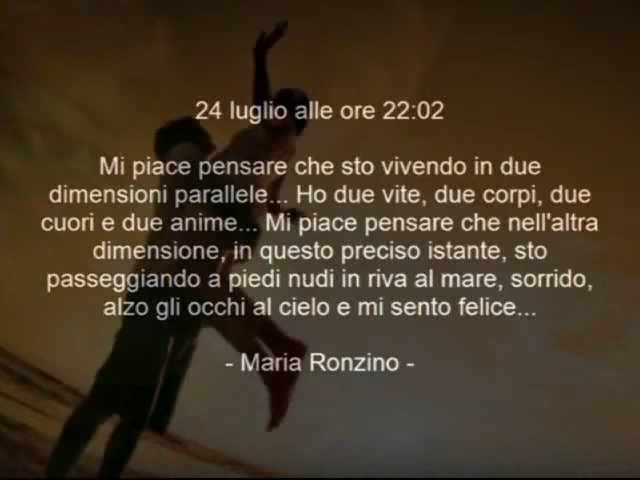 24 luglio alle ore 22:02
Mi piace pensare che sto vivendo in due
dimensioni parallele... Ho due vite, due corpi, due
cuori e due anime... Mi piace pensare che nell'altra
dimensione, in questo preciso istante, sto
passeggiando a piedi nudi in riva al mare, sorrido,
alzo gli occhi al cielo e mi sento felice...
- Maria Ronzino -